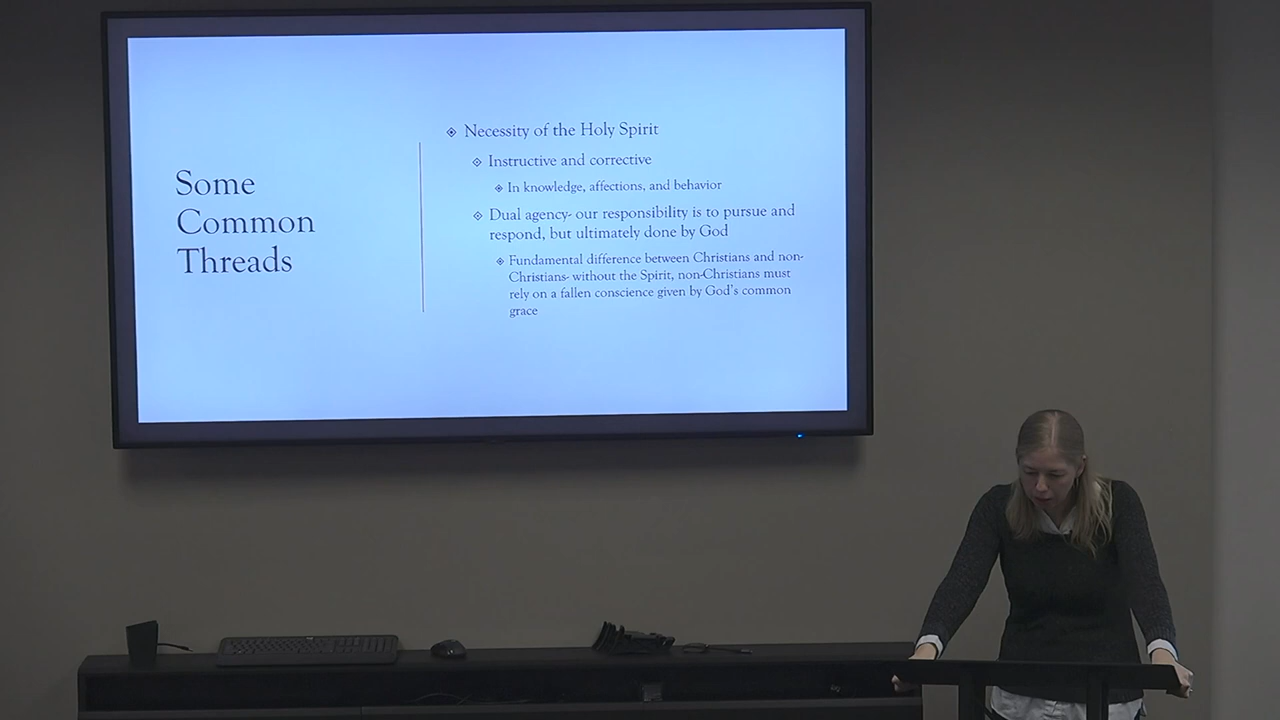 Some
Common
Threads
Necessity of the Holy Spirit
Instructive and corrective
In knowledge, affections, and behavior
Dual agency- our responsibility is to pursue and
respond, but ultimately done by God
Fundamental difference between Christians and non-
Christians- without the Spirit, non-Christians must
rely on a fallen conscience given by God's common
grace